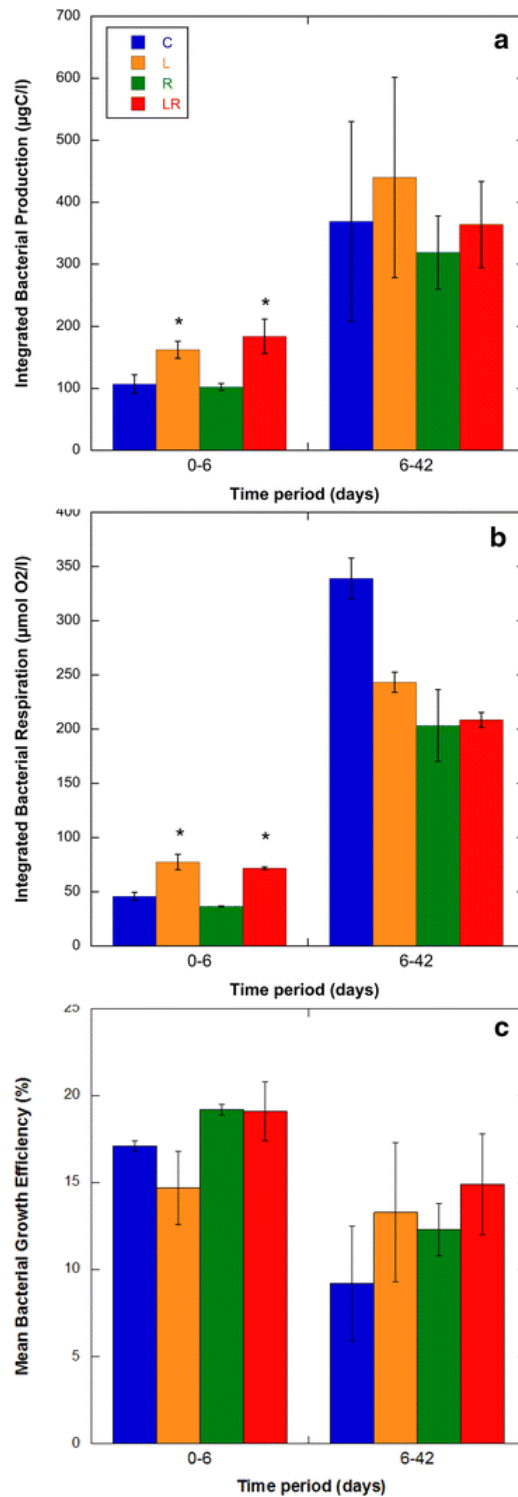 700
600
500
400
300
200
100
0
Integrated Bacterial Production (µgC/l)
C
L
R
LR
a
*
*
0-6
6-42
Time period (days)
400
350
300
250
200
150
100
50
0
Integrated Bacterial Respiration (µmol O2/l)
b
*
*
0-6
6-42
Time period (days)
25
20
15
10
5
0
Mean Bacterial Growth Efficiency (%)
c
0-6
6-42
Time period (days)